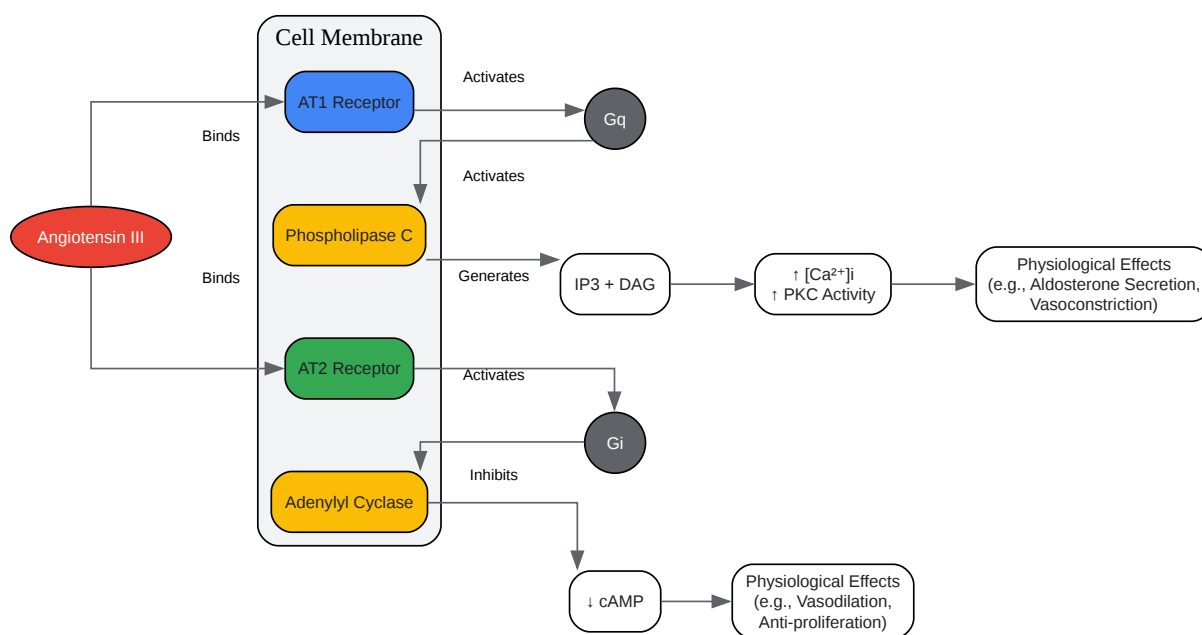 Cell Membrane
AT1 Receptor
Activates
Gq
Binds
Activates
Angiotensin III
Phospholipase C
Binds
Generates
IP3 + DAG
↑ [Ca²⁺]i
↑ PKC Activity
Physiological Effects
(e.g., Aldosterone Secretion,
Vasoconstriction)
AT2 Receptor
Activates
Gi
Inhibits
Adenylyl Cyclase
↓ cAMP
Physiological Effects
(e.g., Vasodilation,
Anti-proliferation)